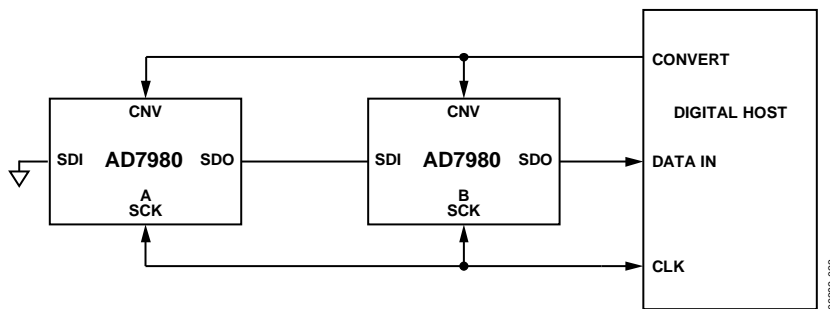 CONVERT
CNV
CNV
DIGITAL HOST
SDI AD7980 SDO
SDI AD7980 SDO
DATA IN
A
SCK
B
SCK
CLK